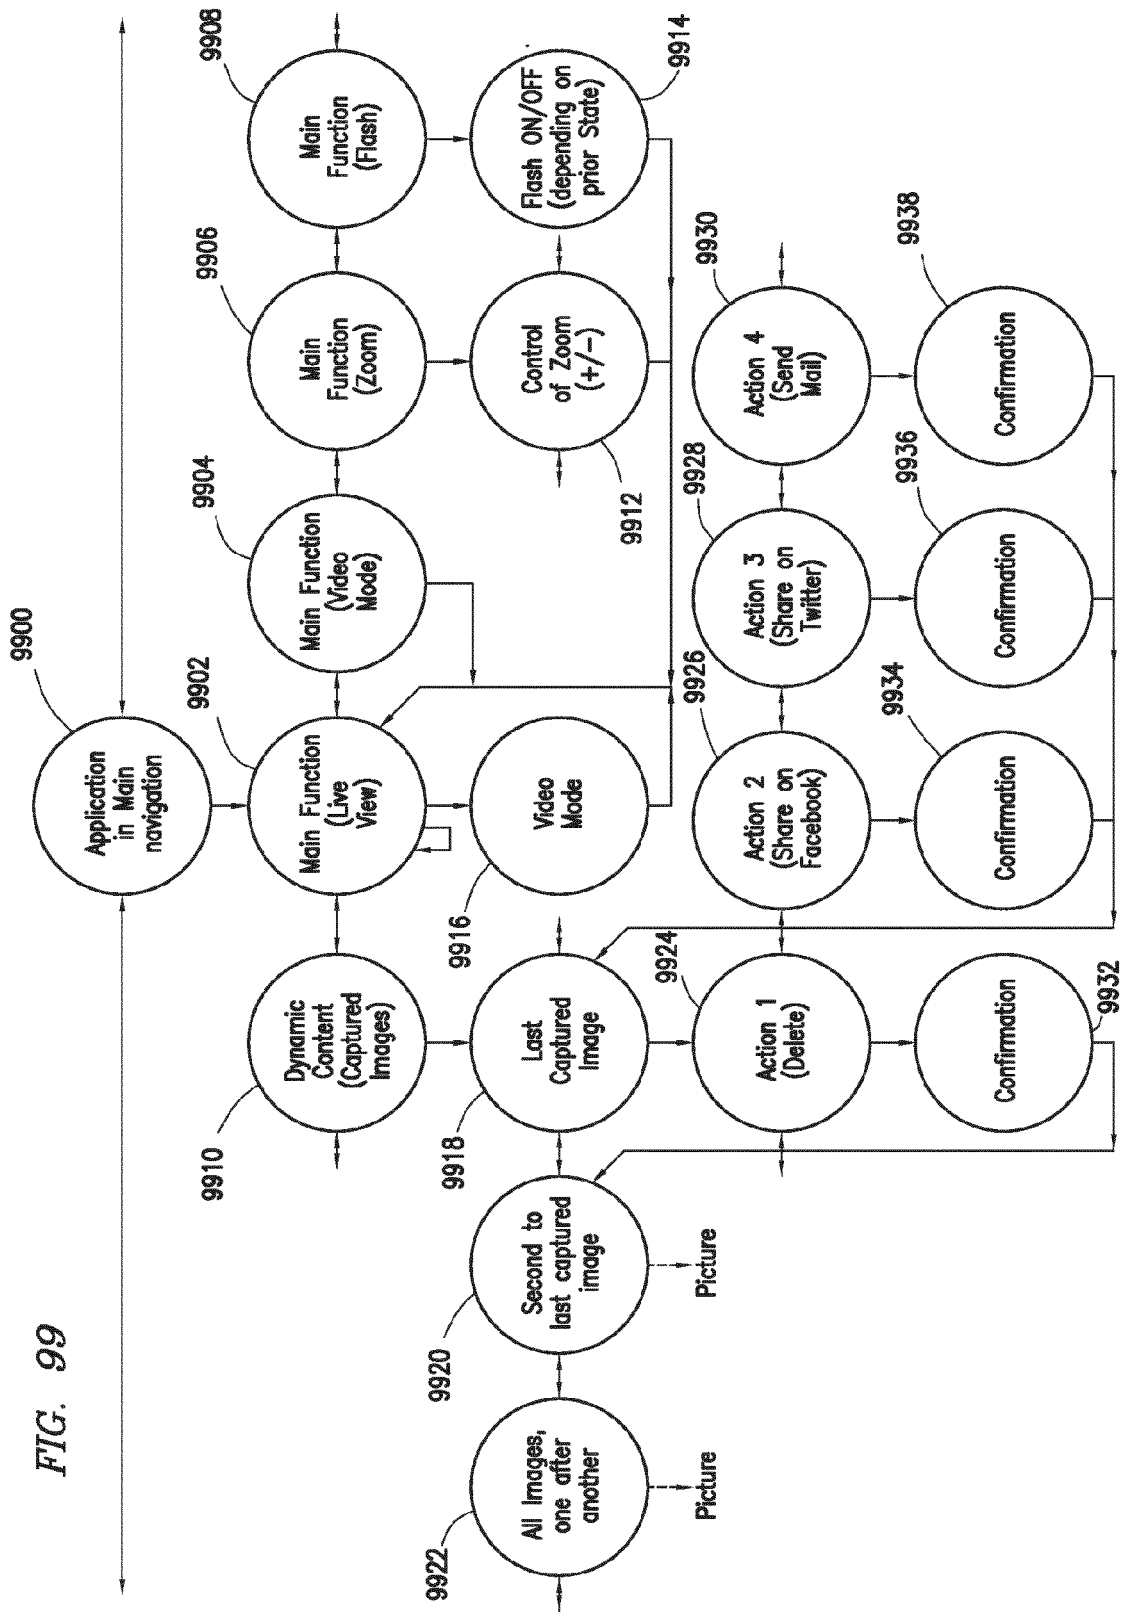 FIG. 99
9900
Application
in Main
navigation
9910
Dynamic
Content
(Captured
Images)
9902
Main Function
(Live
View)
9904
Main Function
(Video
Mode)
9906
Main
Function
(Zoom)
9908
Main
Function
(Flash)
9922
All Images,
one after
another
9920
Second to
last captured
image
9918
Last
Captured
Image
9916
Video
Mode
9912
Control
of Zoom
(+/−)
9914
Flash ON/OFF
(depending on
prior State)
Picture
Picture
9924
Action 1
(Delete)
9926
Action 2
(Share on
Facebook)
9928
Action 3
(Share on
Twitter)
9930
Action 4
(Send
Mail)
9932
Confirmation
9934
Confirmation
9936
Confirmation
9938
Confirmation